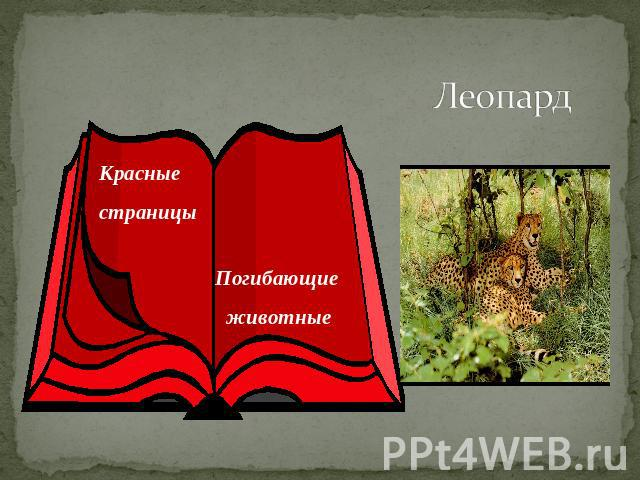 Леопард
Красные
страницы
Погибающие
животные
PPt4WEB.ru